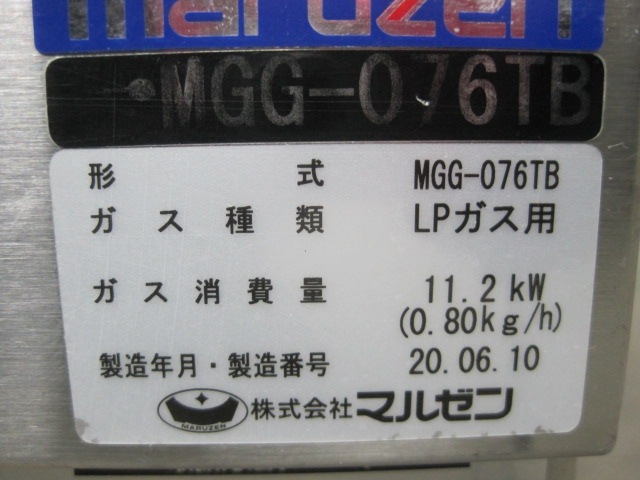 maruzen
MGG-076TB
形 式 MGG-076TB
ガス種類 LPガス用
ガス消費量 11.2kW
(0.80kg/h)
製造年月・製造番号 20.06.10
MARUZEN 株式会社 マルゼン